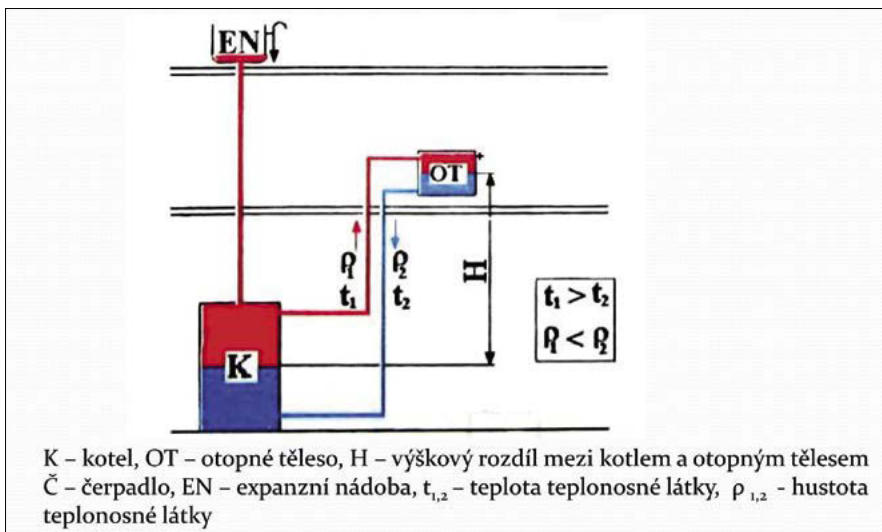 EN
OT
ρ₁ ρ₂
t₁ t₂
H
t₁ > t₂
ρ₁ < ρ₂
K
K – kotel, OT – otopné těleso, H – výškový rozdíl mezi kotlem a otopným tělesem
Č – čerpadlo, EN – expanzní nádoba, t₁,₂ – teplota teplonosné látky, ρ ₁,₂ - hustota
teplonosné látky